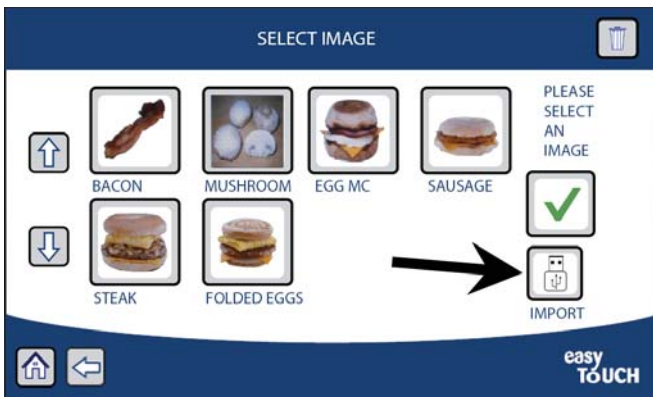 SELECT IMAGE
PLEASE
SELECT
AN
IMAGE
BACON
MUSHROOM
EGG MC
SAUSAGE
STEAK
FOLDED EGGS
IMPORT
easy
TOUCH